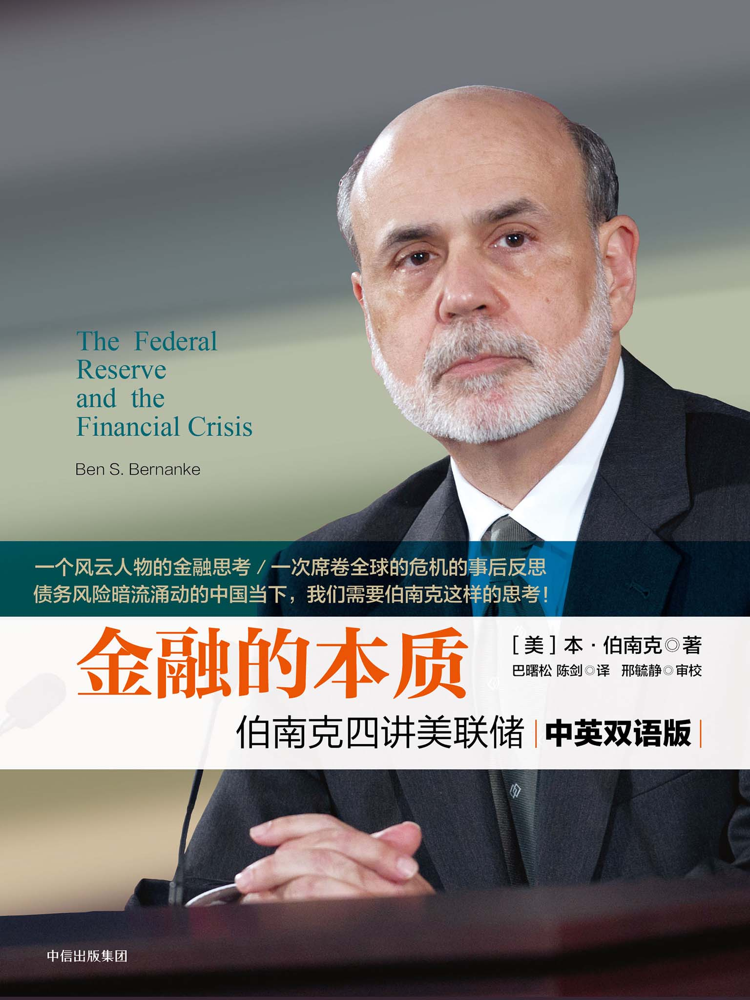 The Federal
Reserve
and the
Financial Crisis
Ben S. Bernanke
一个风云人物的金融思考 / 一次席卷全球的危机的事后反思
债务风险暗流涌动的中国当下，我们需要伯南克这样的思考！
金融的本质
［美］本·伯南克◎著
巴曙松 陈剑◎译 邢毓静◎审校
伯南克四讲美联储|中英双语版|
中信出版集团